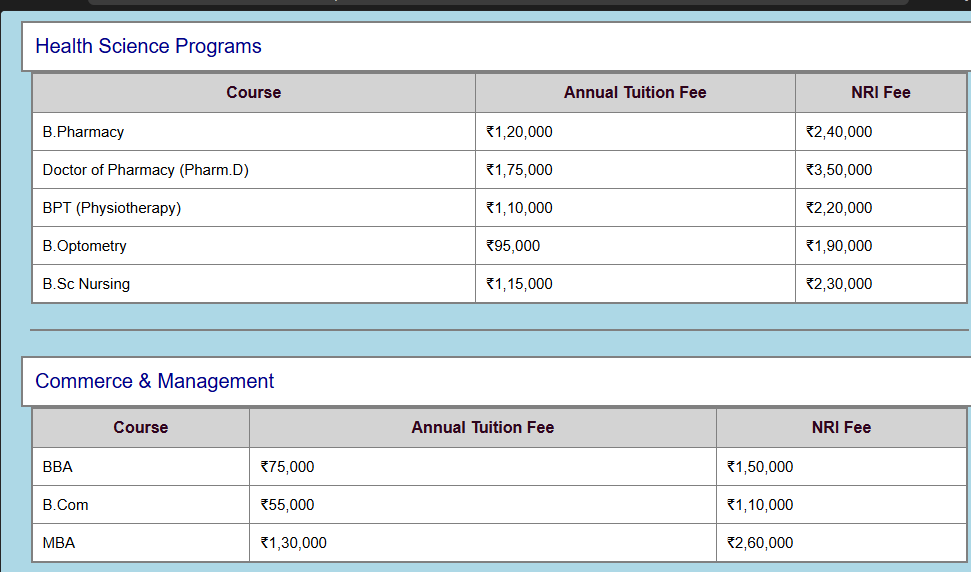 Health Science Programs
Course Annual Tuition Fee NRI Fee
B.Pharmacy ₹1,20,000 ₹2,40,000
Doctor of Pharmacy (Pharm.D) ₹1,75,000 ₹3,50,000
BPT (Physiotherapy) ₹1,10,000 ₹2,20,000
B.Optometry ₹95,000 ₹1,90,000
B.Sc Nursing ₹1,15,000 ₹2,30,000
Commerce & Management
Course Annual Tuition Fee NRI Fee
BBA ₹75,000 ₹1,50,000
B.Com ₹55,000 ₹1,10,000
MBA ₹1,30,000 ₹2,60,000